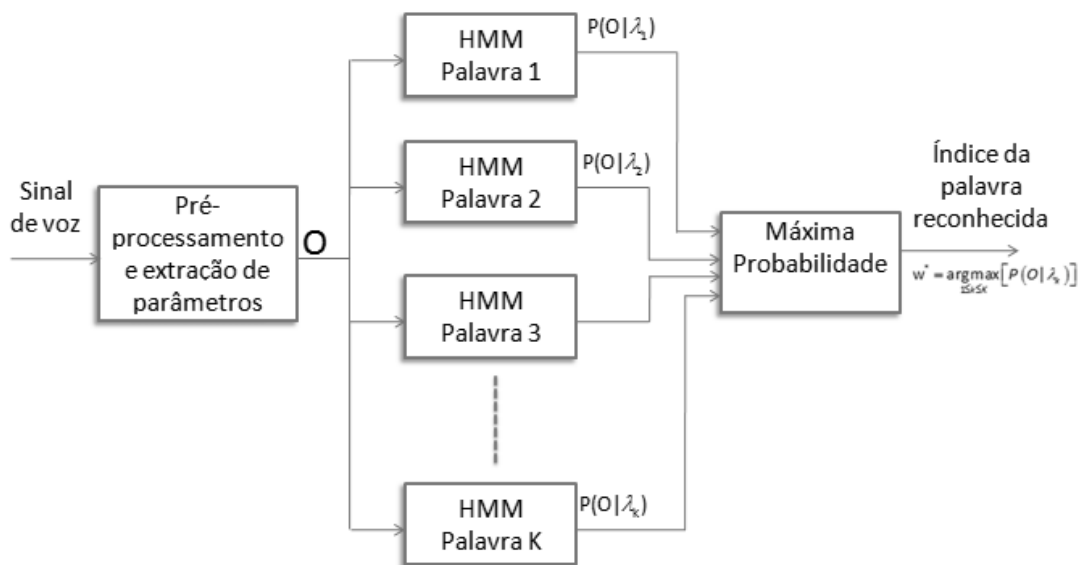 Sinal
de voz
Pré-
processamento
e extração de
parâmetros
O
HMM
Palavra 1
P(O|λ₁)
HMM
Palavra 2
P(O|λ₂)
HMM
Palavra 3
HMM
Palavra K
P(O|λₖ)
Máxima
Probabilidade
Índice da
palavra
reconhecida
w* = argmax[P(O|λₖ)]
1≤k≤K